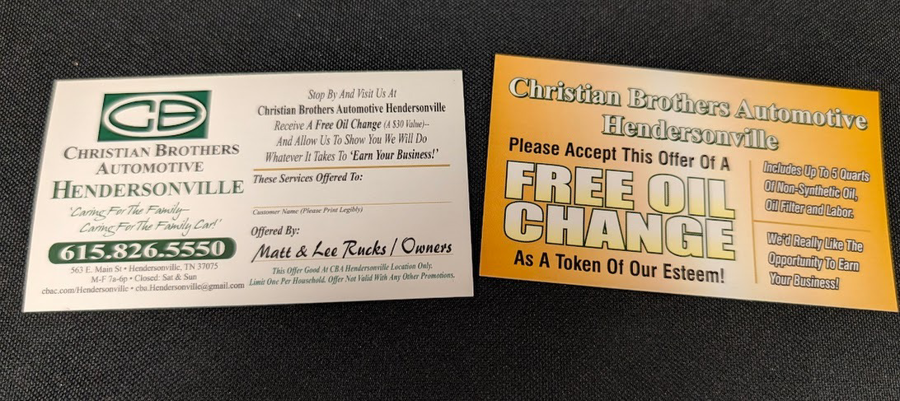 CB
CHRISTIAN BROTHERS
AUTOMOTIVE
HENDERSONVILLE
'Caring For The Family—
Caring For The Family Car!'
615.826.5550
563 E. Main St • Hendersonville, TN 37075
M-F 7a-6p • Closed: Sat & Sun
cbac.com/Hendersonville • cba.Hendersonville@gmail.com
Stop By And Visit Us At
Christian Brothers Automotive Hendersonville
Receive A Free Oil Change (A $30 Value)–
And Allow Us To Show You We Will Do
Whatever It Takes To 'Earn Your Business!'
These Services Offered To:
Customer Name (Please Print Legibly)
Offered By:
Matt & Lee Rucks / Owners
This Offer Good At CBA Hendersonville Location Only.
Limit One Per Household. Offer Not Valid With Any Other Promotions.
Christian Brothers Automotive
Hendersonville
Please Accept This Offer Of A
FREE OIL
CHANGE
As A Token Of Our Esteem!
Includes Up To 5 Quarts
Of Non-Synthetic Oil,
Oil Filter and Labor.
We'd Really Like The
Opportunity To Earn
Your Business!